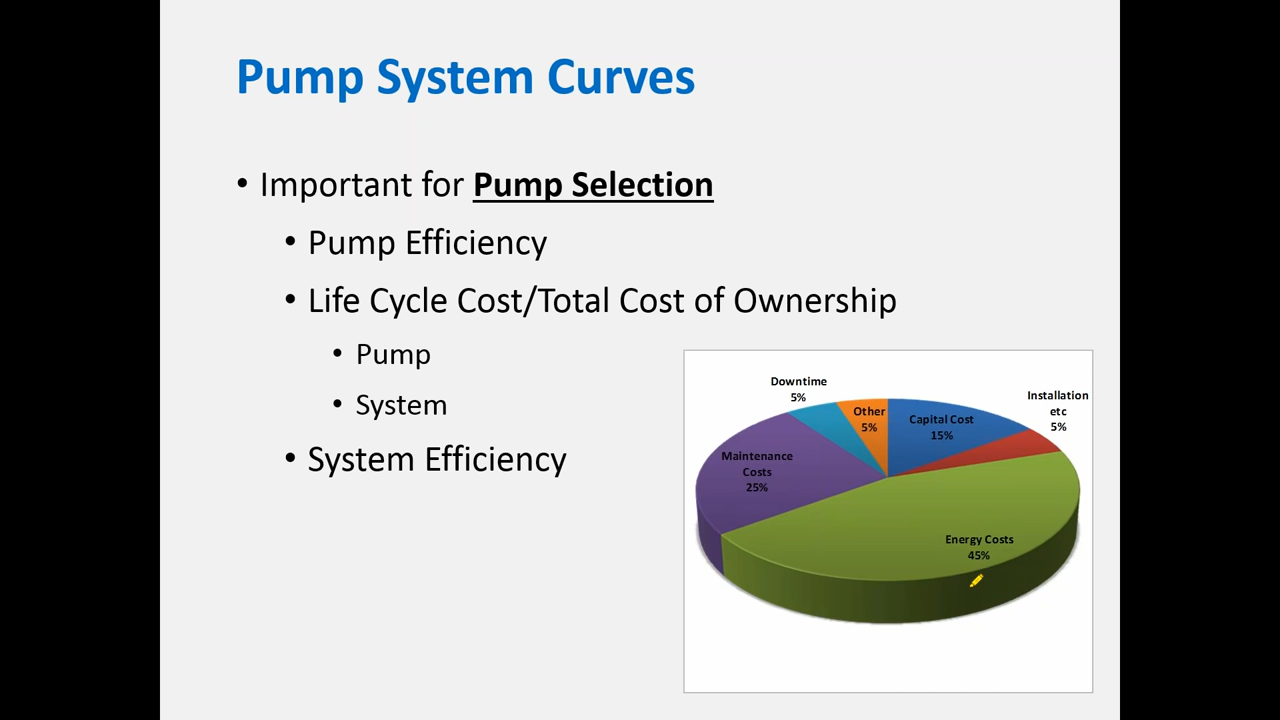 Pump System Curves
• Important for Pump Selection
• Pump Efficiency
• Life Cycle Cost/Total Cost of Ownership
• Pump
• System
• System Efficiency
Downtime
5%
Other
5%
Capital Cost
15%
Installation
etc
5%
Maintenance
Costs
25%
Energy Costs
45%